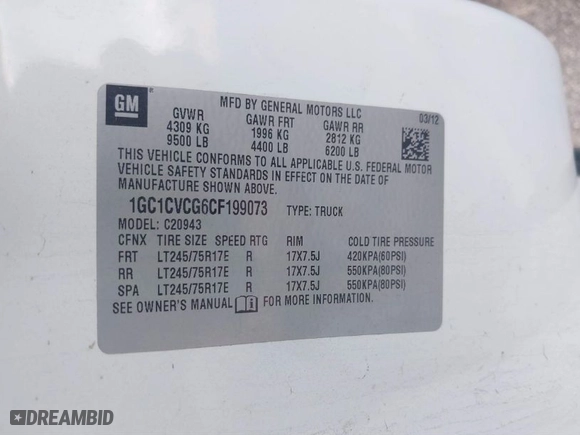 GM
MFD BY GENERAL MOTORS LLC
03/12
GVWR GAWR FRT GAWR RR
4309 KG 1996 KG 2812 KG
9500 LB 4400 LB 6200 LB
THIS VEHICLE CONFORMS TO ALL APPLICABLE U.S. FEDERAL MOTOR
VEHICLE SAFETY STANDARDS IN EFFECT ON THE DATE OF
MANUFACTURE SHOWN ABOVE.
1GC1CVCG6CF199073 TYPE: TRUCK
MODEL: C20943
CFNX TIRE SIZE SPEED RTG RIM COLD TIRE PRESSURE
FRT LT245/75R17E R 17X7.5J 420KPA(60PSI)
RR LT245/75R17E R 17X7.5J 550KPA(80PSI)
SPA LT245/75R17E R 17X7.5J 550KPA(80PSI)
SEE OWNER'S MANUAL FOR MORE INFORMATION.
DREAMBID